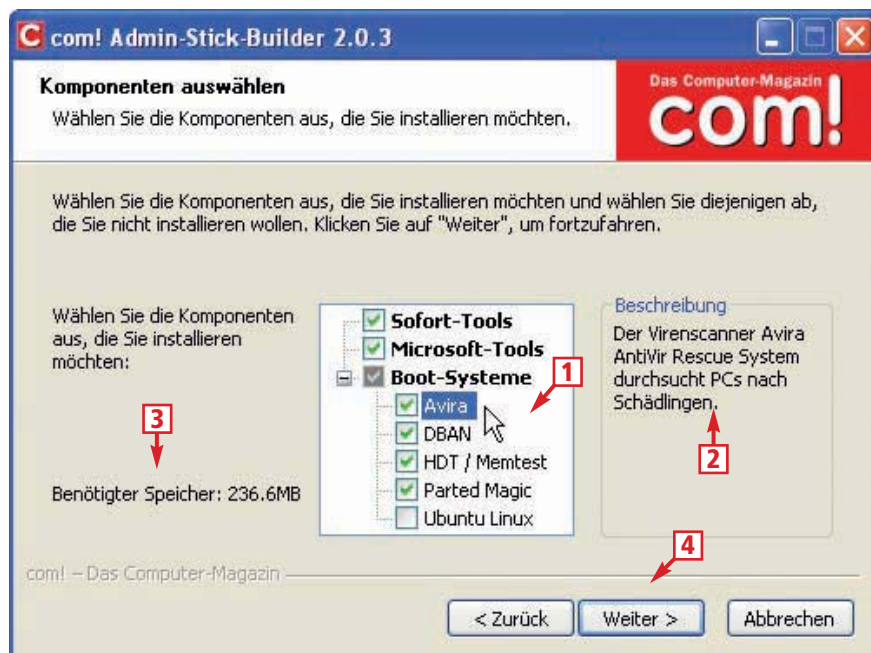 C com! Admin-Stick-Builder 2.0.3
Komponenten auswählen
Wählen Sie die Komponenten aus, die Sie installieren möchten.
Das Computer-Magazin
com!
Wählen Sie die Komponenten aus, die Sie installieren möchten und wählen Sie diejenigen ab,
die Sie nicht installieren wollen. Klicken Sie auf "Weiter", um fortzufahren.
Wählen Sie die Komponenten
aus, die Sie installieren
möchten:
3
Benötigter Speicher: 236.6MB
Sofort-Tools
Microsoft-Tools
Boot-Systeme
1
Avira
DBAN
HDT / Memtest
Parted Magic
Ubuntu Linux
Beschreibung
Der Virenscanner Avira
AntiVir Rescue System
durchsucht PCs nach
Schädlingen.
2
4
com! – Das Computer-Magazin
< Zurück
Weiter >
Abbrechen